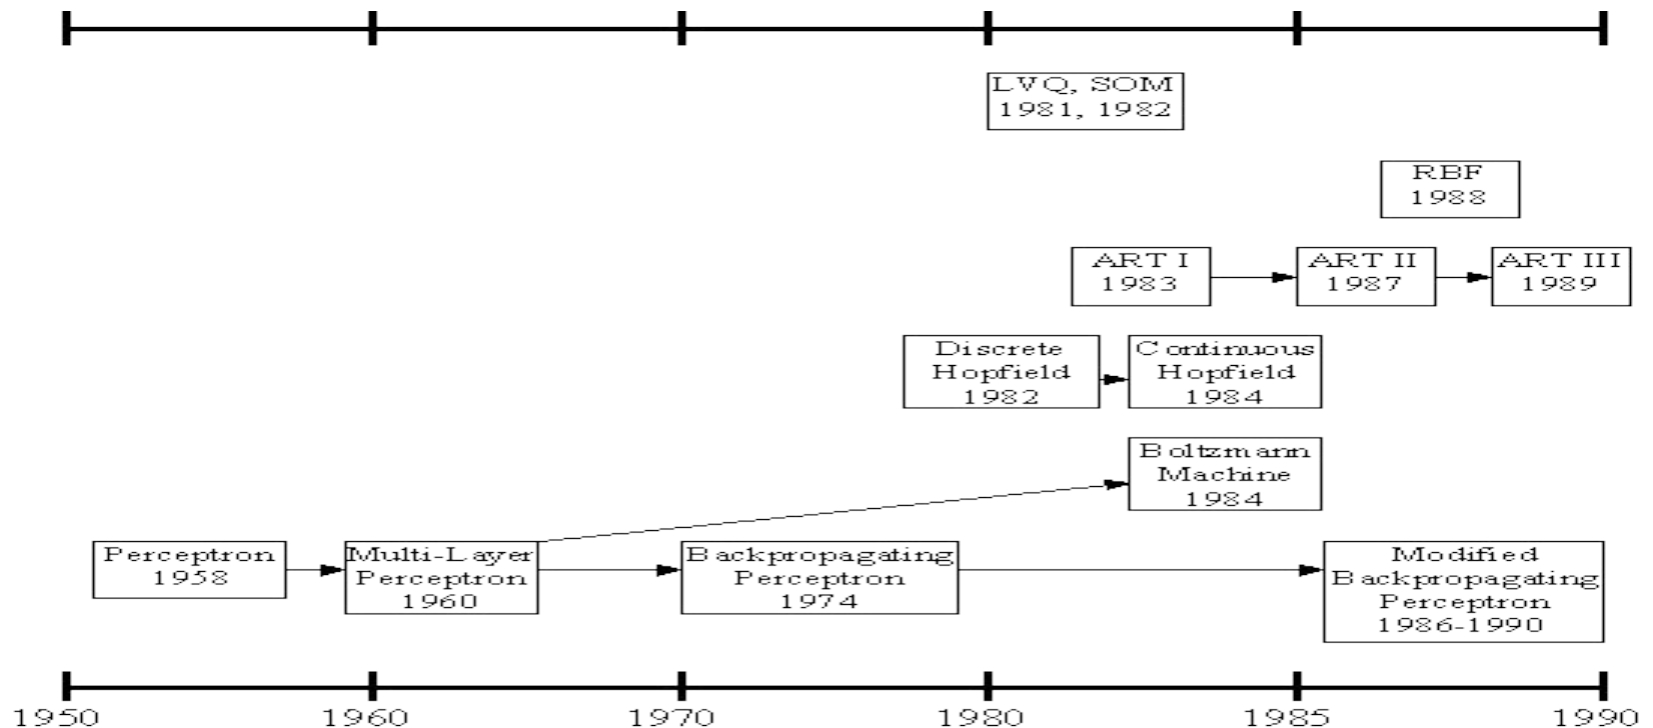 LVQ, SOM
1981, 1982
RBF
1988
ART I
1983
ART II
1987
ART III
1989
Discrete
Hopfield
1982
Continuous
Hopfield
1984
Boltzmann
Machine
1984
Perceptron
1958
Multi-Layer
Perceptron
1960
Backpropagating
Perceptron
1974
Modified
Backpropagating
Perceptron
1986-1990
1950
1960
1970
1980
1985
1990